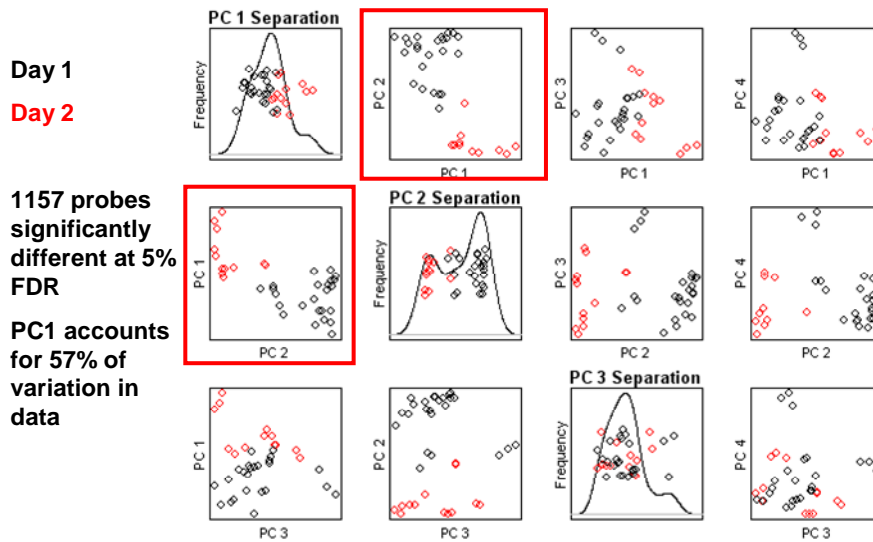 Day 1
Day 2
1157 probes
significantly
different at 5%
FDR
PC1 accounts
for 57% of
variation in
data
PC 1 Separation
Frequency
PC 2
PC 1
PC 3
PC 1
PC 4
PC 1
PC 1
PC 2
PC 2 Separation
Frequency
PC 3
PC 2
PC 4
PC 2
PC 1
PC 3
PC 2
PC 3
PC 3 Separation
Frequency
PC 4
PC 3